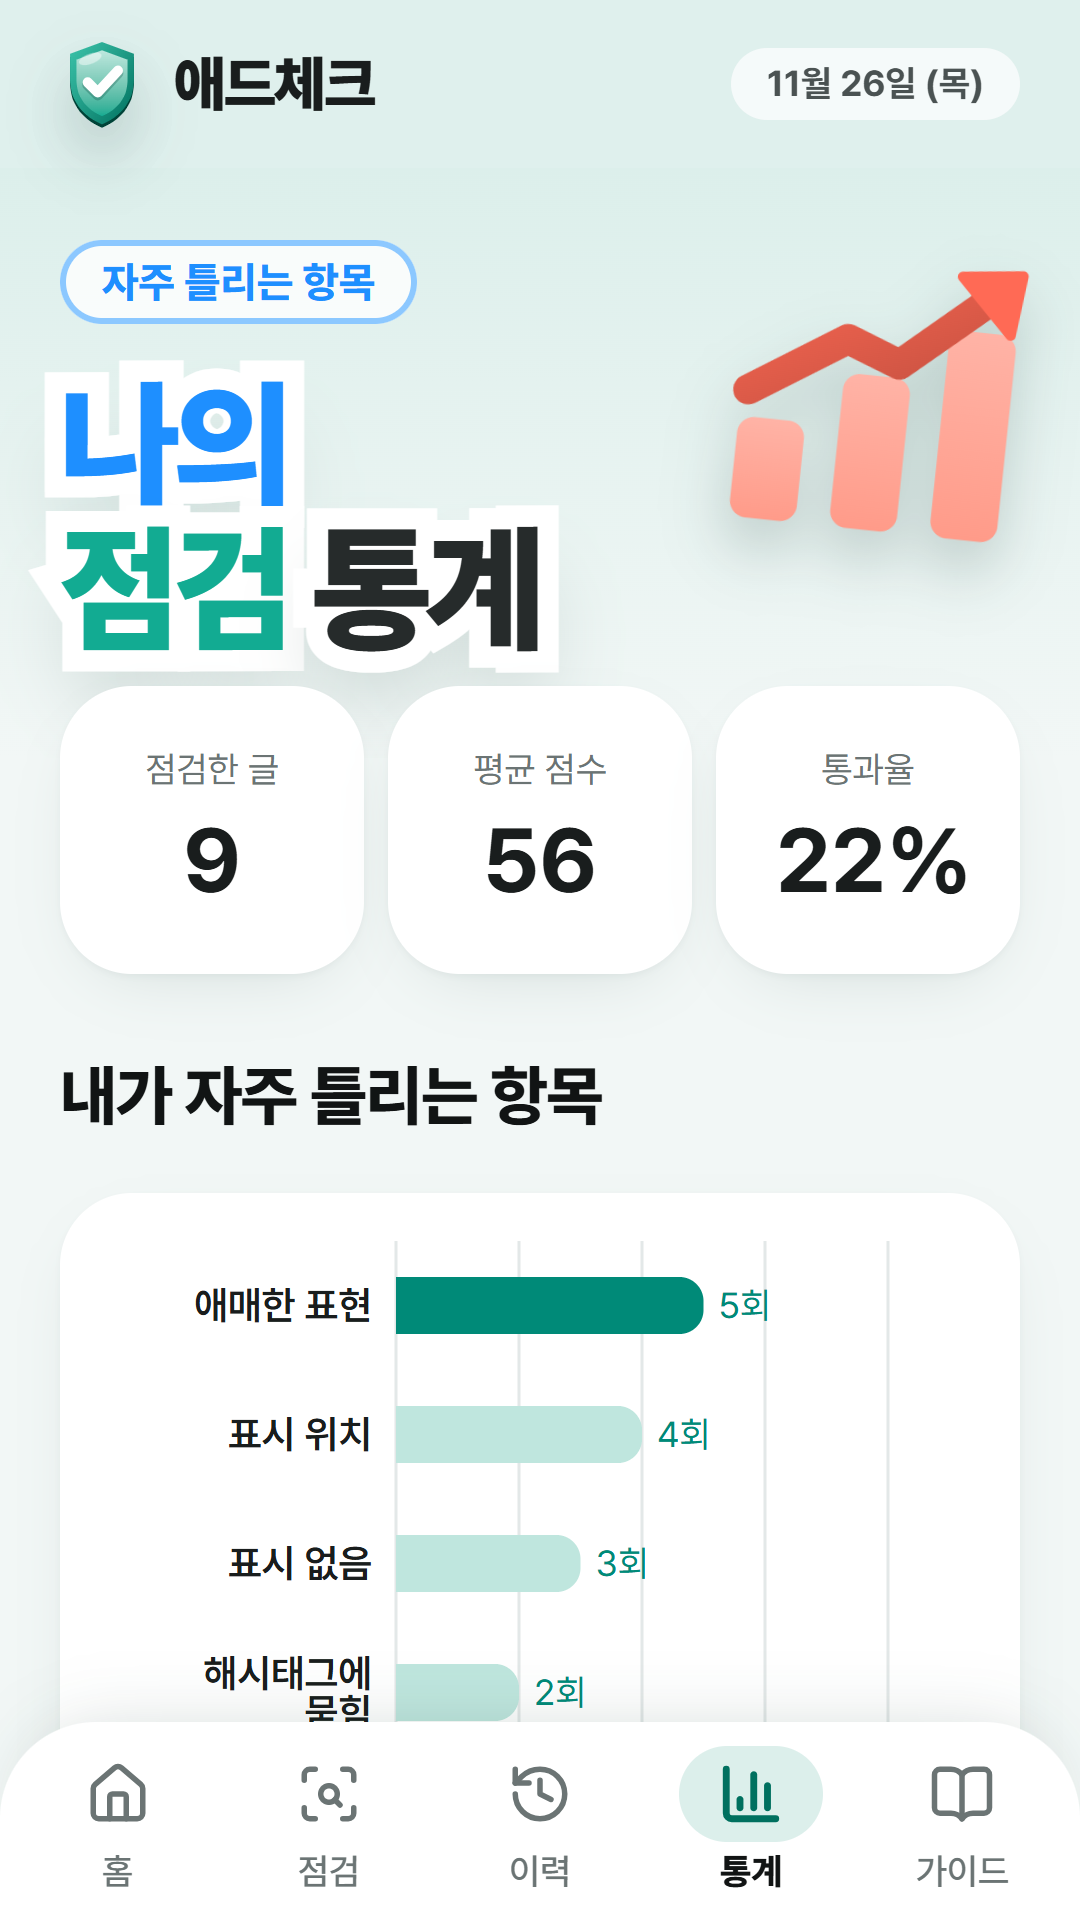 애드체크
11월 26일 (목)
자주 틀리는 항목
나의
점검 통계
점검한 글
9
평균 점수
56
통과율
22%
내가 자주 틀리는 항목
애매한 표현
5회
표시 위치
4회
표시 없음
3회
해시태그에
묻힘
2회
홈
점검
이력
통계
가이드